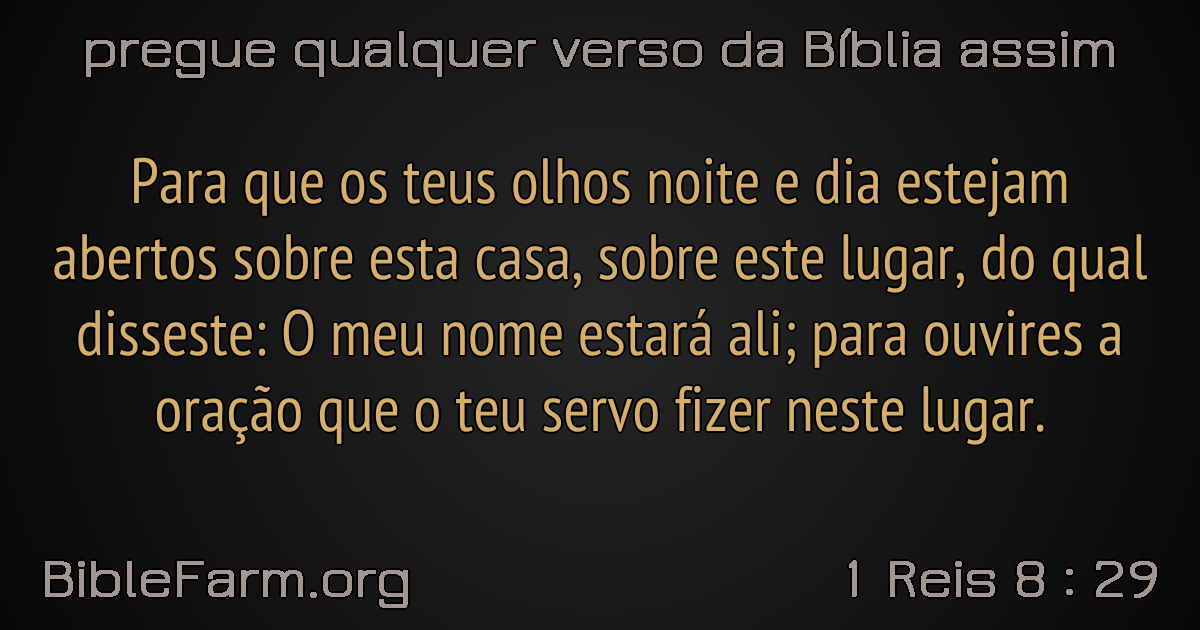 pregue qualquer verso da Bíblia assim
Para que os teus olhos noite e dia estejam
abertos sobre esta casa, sobre este lugar, do qual
disseste: O meu nome estará ali; para ouvires a
oração que o teu servo fizer neste lugar.
BibleFarm.org
1 Reis 8 : 29